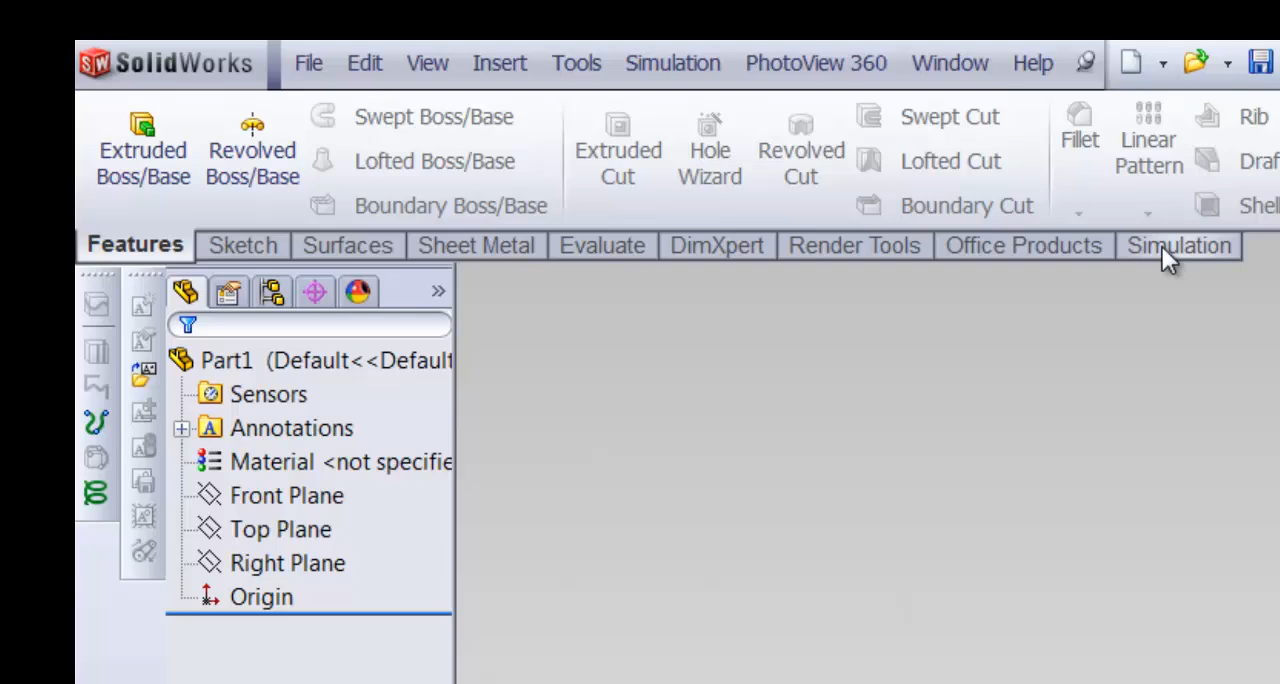 SolidWorks File Edit View Insert Tools Simulation PhotoView 360 Window Help
Extruded Boss/Base
Revolved Boss/Base
Swept Boss/Base
Lofted Boss/Base
Boundary Boss/Base
Extruded Cut
Hole Wizard
Revolved Cut
Swept Cut
Lofted Cut
Boundary Cut
Fillet
Linear Pattern
Rib
Draf
Shel
Features Sketch Surfaces Sheet Metal Evaluate DimXpert Render Tools Office Products Simulation
Part1 (Default<<Default
Sensors
Annotations
Material <not specifie
Front Plane
Top Plane
Right Plane
Origin